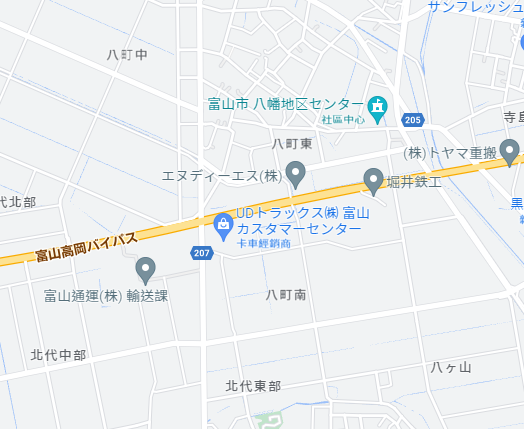 サンフレッシュ
八町中
富山市 八幡地区センター
社區中心
205
寺島
八町東
(株)トヤマ重搬
エヌディーエス(株)
堀井鉄工
代北部
黒
UDトラックス㈱ 富山
カスタマーセンター
卡車經銷商
富山高岡バイパス
207
富山通運(株) 輸送課
八町南
北代中部
八ヶ山
北代東部